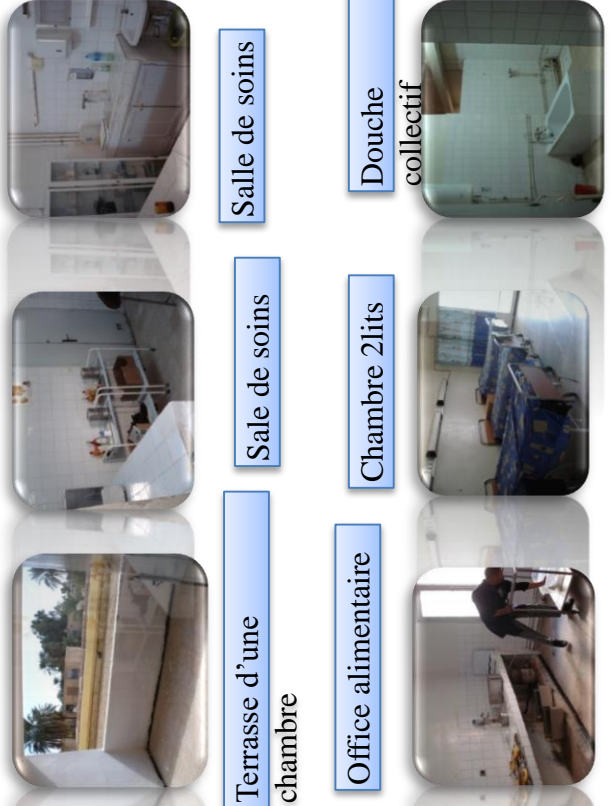 Terrasse d’une
chambre
Sale de soins
Salle de soins
Office alimentaire
Chambre 2lits
Douche
collectif